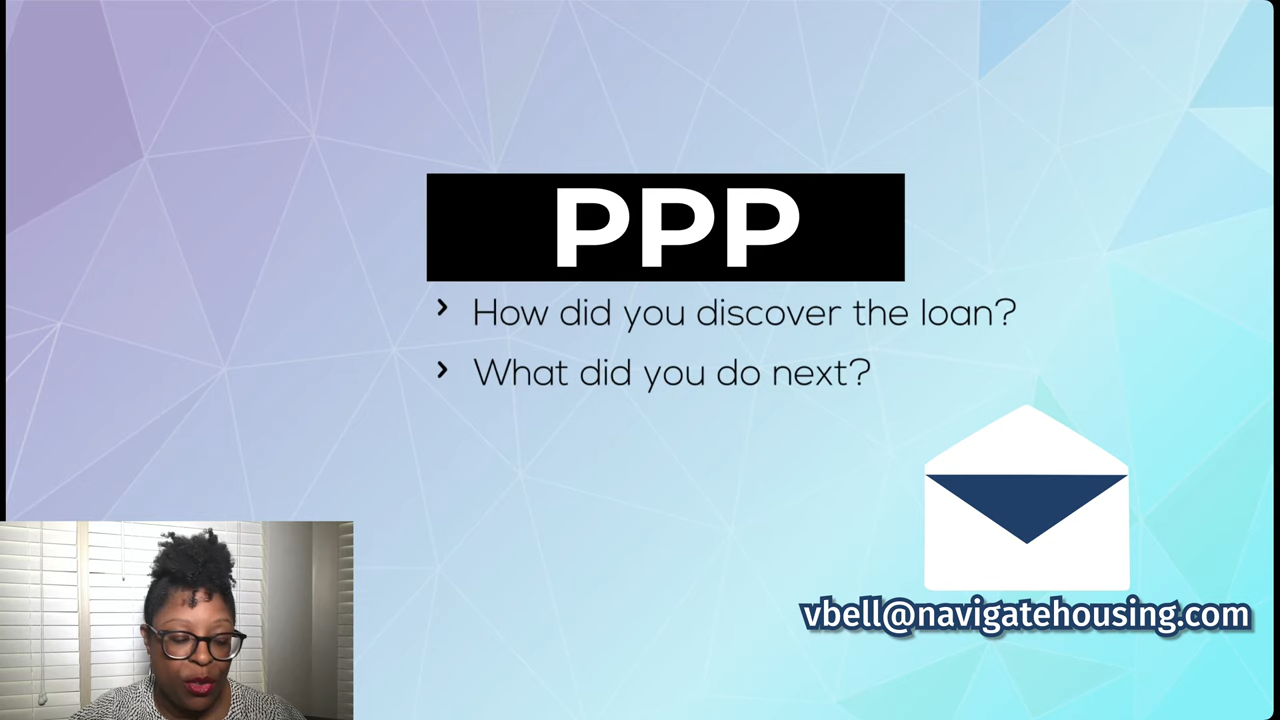 PPP
How did you discover the loan?
What did you do next?
vbell@navigatehousing.com